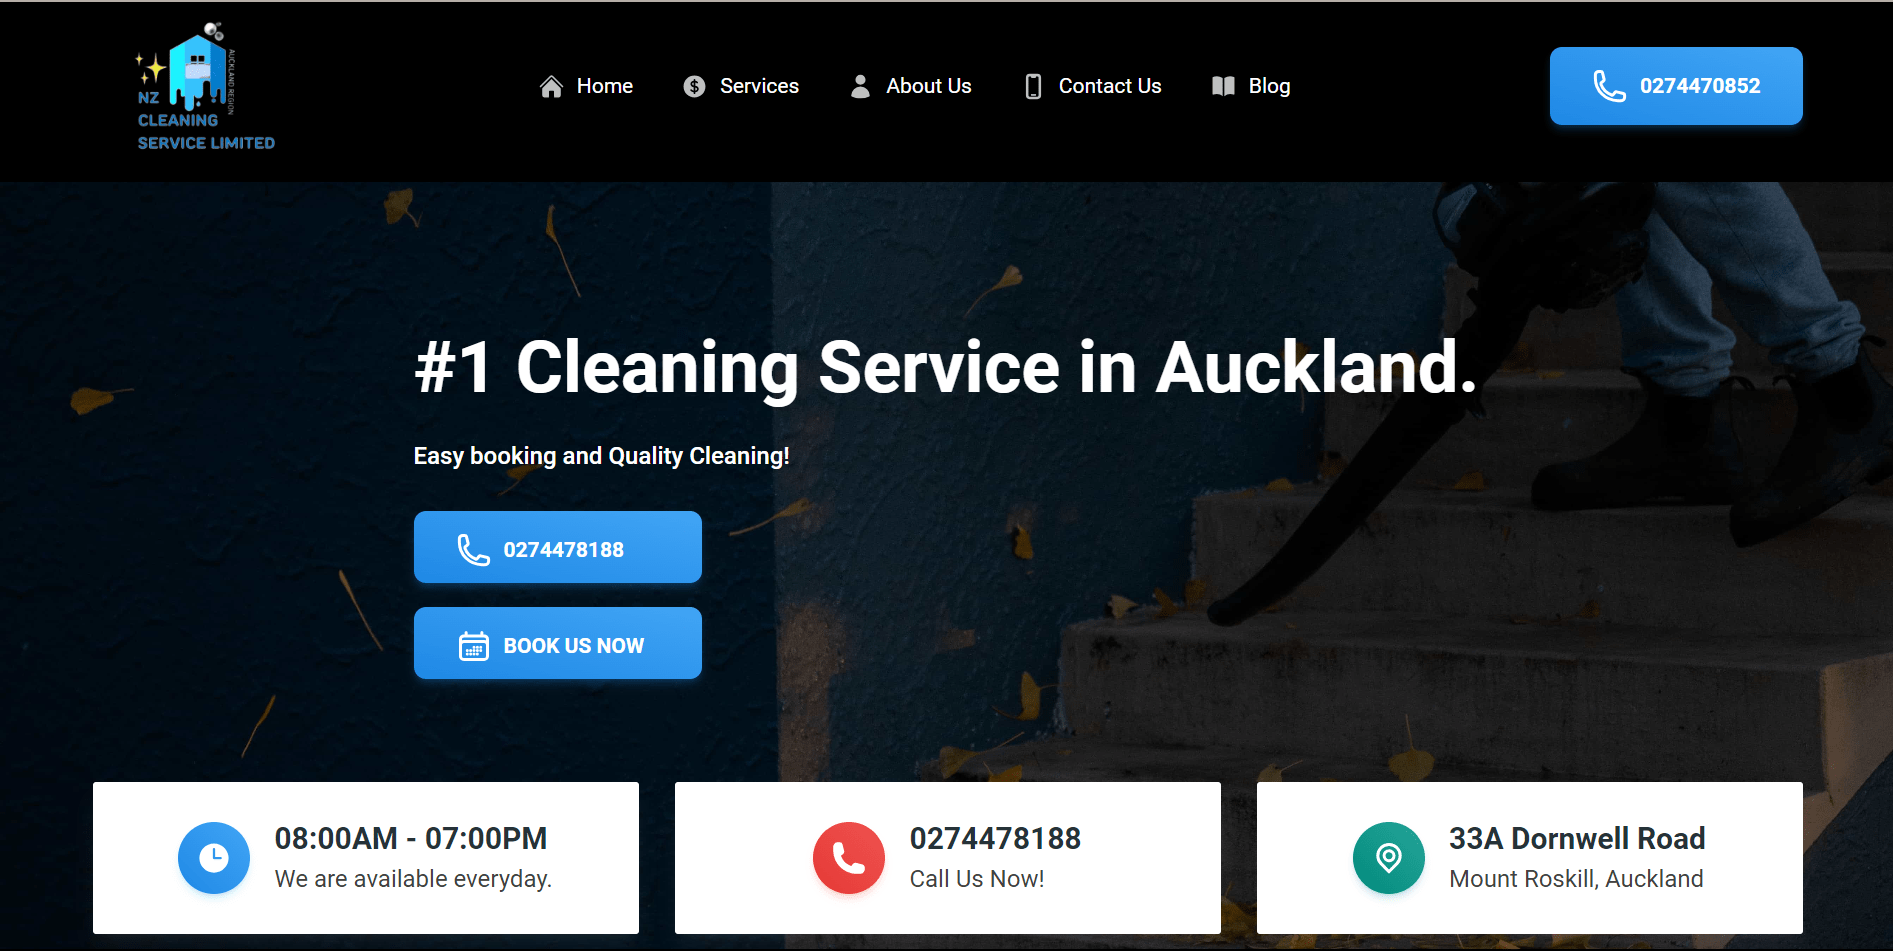 AUCKLAND REGION
NZ
CLEANING
SERVICE LIMITED
Home
Services
About Us
Contact Us
Blog
0274470852
#1 Cleaning Service in Auckland.
Easy booking and Quality Cleaning!
0274478188
BOOK US NOW
08:00AM - 07:00PM
We are available everyday.
0274478188
Call Us Now!
33A Dornwell Road
Mount Roskill, Auckland